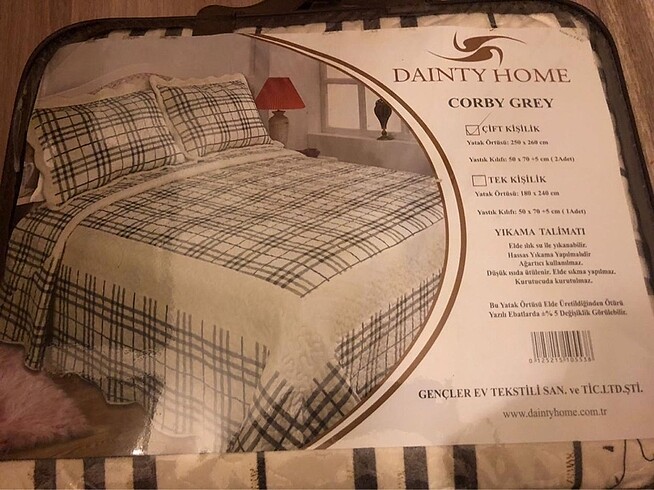 DAINTY HOME
CORBY GREY
ÇİFT KİŞİLİK
Yatak Örtüsü: 250 x 260 cm
Yastık Kılıfı: 50 x 70 +5 cm ( 2Adet)
TEK KİŞİLİK
Yatak Örtüsü: 180 x 240 cm
Yastık Kılıfı: 50 x 70 +5 cm ( 1Adet)
YIKAMA TALİMATI
Elde ılık su ile yıkanabilir.
Hassas Yıkama Yapılmalıdır
Ağartıcı kullanılmaz.
Düşük ısıda ütülenir. Elde sıkma yapılmaz.
Kurutucuda kurutulmaz.
Bu Yatak Örtüsü Elde Üretildiğinden Ötürü
Yazılı Ebatlarda ±% 5 Değişiklik Görülebilir.
GENÇLER EV TEKSTİLİ SAN. ve TİC.LTD.ŞTİ.
www.daintyhome.com.tr